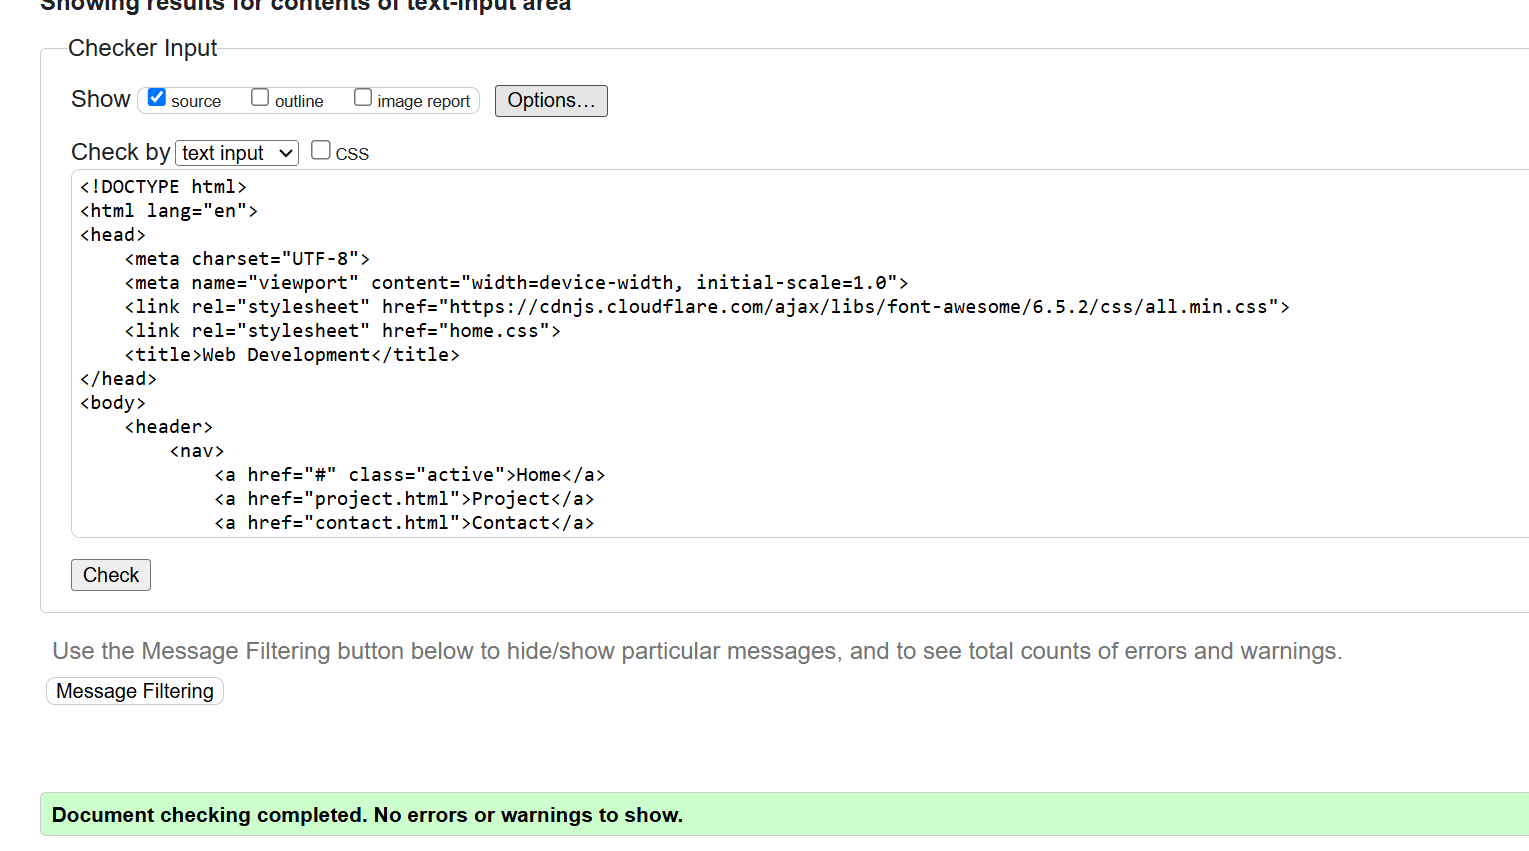 Showing results for contents of text-input area
Checker Input
Show source outline image report Options...
Check by text input CSS
<!DOCTYPE html>
<html lang="en">
<head>
    <meta charset="UTF-8">
    <meta name="viewport" content="width=device-width, initial-scale=1.0">
    <link rel="stylesheet" href="https://cdnjs.cloudflare.com/ajax/libs/font-awesome/6.5.2/css/all.min.css">
    <link rel="stylesheet" href="home.css">
    <title>Web Development</title>
</head>
<body>
    <header>
        <nav>
            <a href="#" class="active">Home</a>
            <a href="project.html">Project</a>
            <a href="contact.html">Contact</a>
Check
Use the Message Filtering button below to hide/show particular messages, and to see total counts of errors and warnings.
Message Filtering
Document checking completed. No errors or warnings to show.